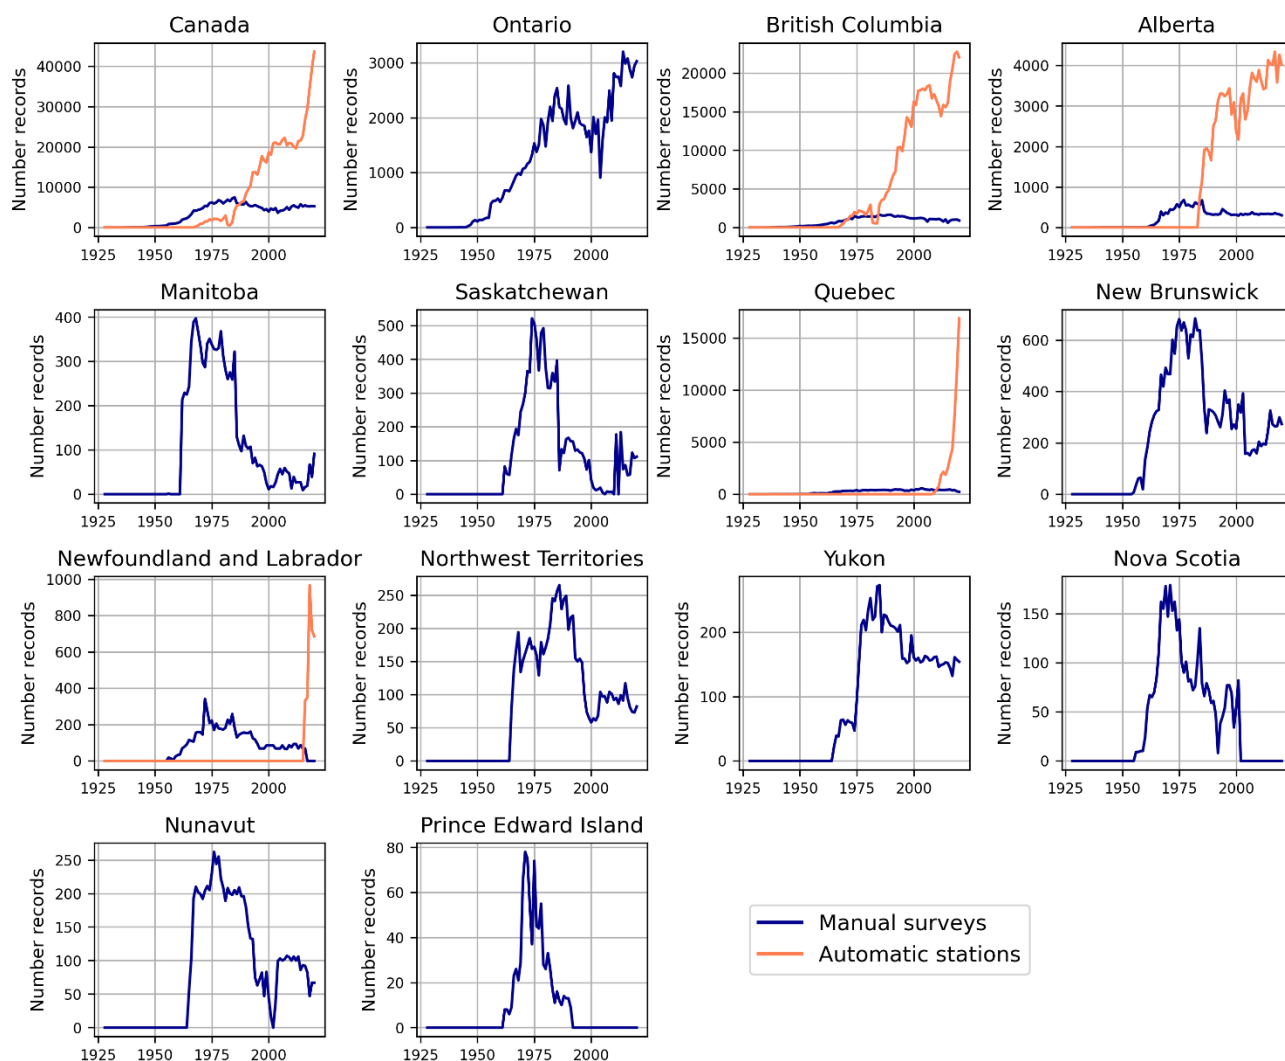 Canada
Number records
40000
30000
20000
10000
0
1925 1950 1975 2000
Ontario
Number records
3000
2000
1000
0
1925 1950 1975 2000
British Columbia
Number records
20000
15000
10000
5000
0
1925 1950 1975 2000
Alberta
Number records
4000
3000
2000
1000
0
1925 1950 1975 2000
Manitoba
Number records
400
300
200
100
0
1925 1950 1975 2000
Saskatchewan
Number records
500
400
300
200
100
0
1925 1950 1975 2000
Quebec
Number records
15000
10000
5000
0
1925 1950 1975 2000
New Brunswick
Number records
600
400
200
0
1925 1950 1975 2000
Newfoundland and Labrador
Number records
1000
800
600
400
200
0
1925 1950 1975 2000
Northwest Territories
Number records
250
200
150
100
50
0
1925 1950 1975 2000
Yukon
Number records
200
100
0
1925 1950 1975 2000
Nova Scotia
Number records
150
100
50
0
1925 1950 1975 2000
Nunavut
Number records
250
200
150
100
50
0
1925 1950 1975 2000
Prince Edward Island
Number records
80
60
40
20
0
1925 1950 1975 2000
Manual surveys
Automatic stations